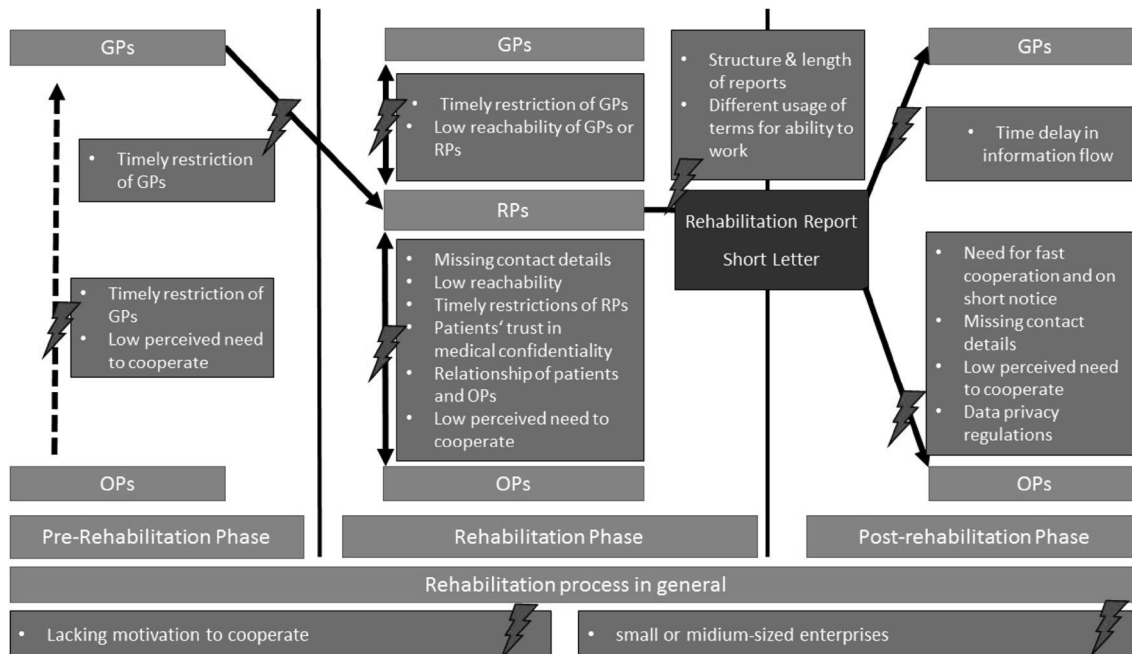 GPs
• Timely restriction
of GPs
• Timely restriction of
GPs
• Low perceived need
to cooperate
OPs
Pre-Rehabilitation Phase
GPs
• Timely restriction of GPs
• Low reachability of GPs or
RPs
RPs
• Missing contact details
• Low reachability
• Timely restrictions of RPs
• Patients‘ trust in
medical confidentiality
• Relationship of patients
and OPs
• Low perceived need to
cooperate
OPs
Rehabilitation Phase
• Structure & length
of reports
• Different usage of
terms for ability to
work
Rehabilitation Report
Short Letter
GPs
• Time delay in
information flow
• Need for fast
cooperation and on
short notice
• Missing contact
details
• Low perceived need
to cooperate
• Data privacy
regulations
OPs
Post-rehabilitation Phase
Rehabilitation process in general
• Lacking motivation to cooperate
• small or midium-sized enterprises